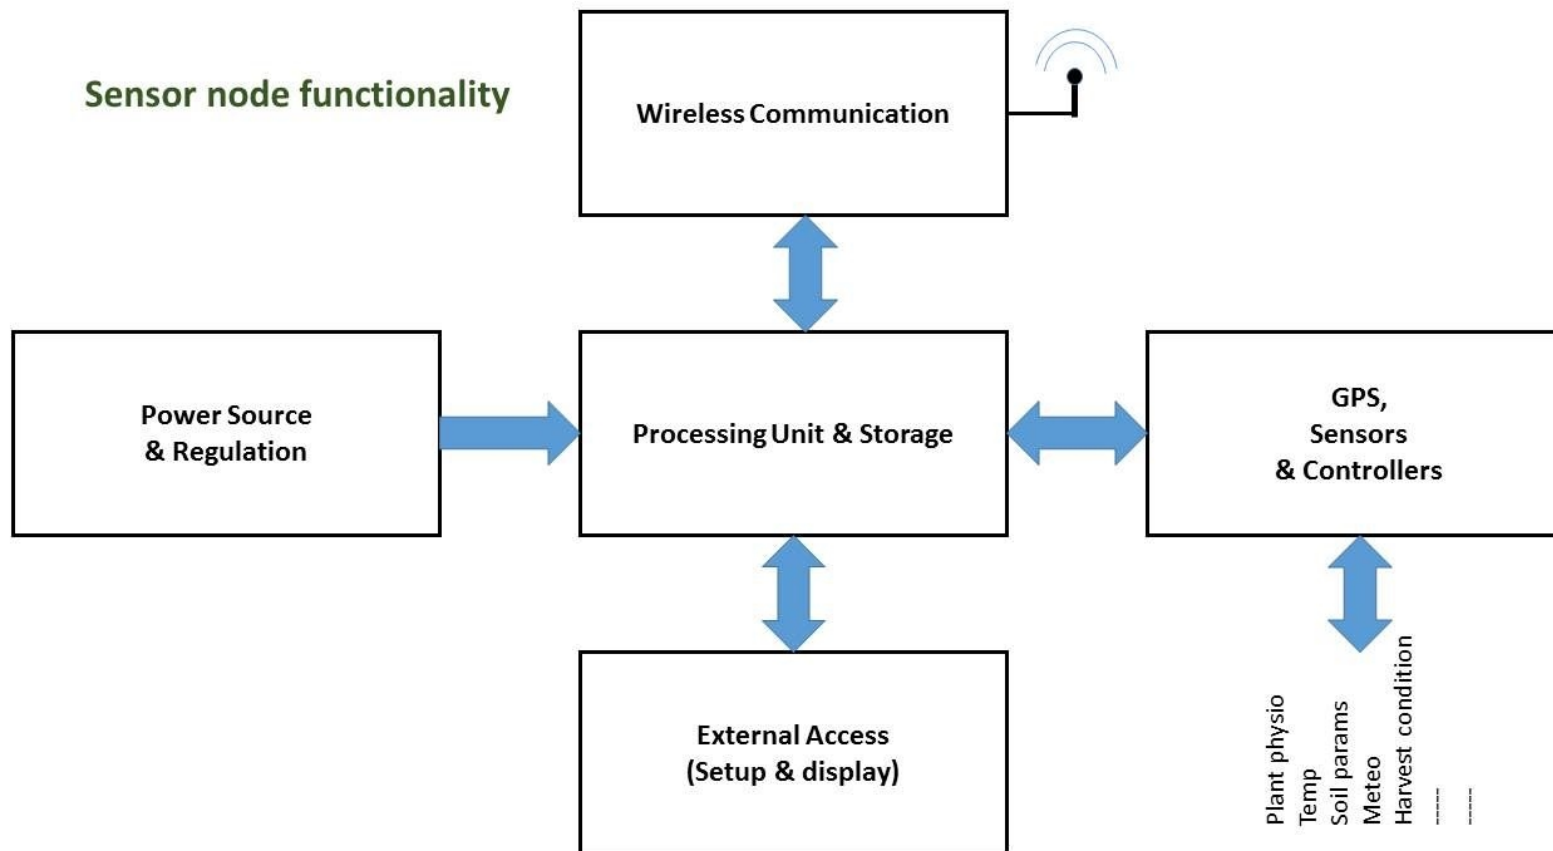 Sensor node functionality
Wireless Communication
Power Source
& Regulation
Processing Unit & Storage
GPS,
Sensors
& Controllers
External Access
(Setup & display)
Plant physio
Temp
Soil params
Meteo
Harvest condition
-----
-----